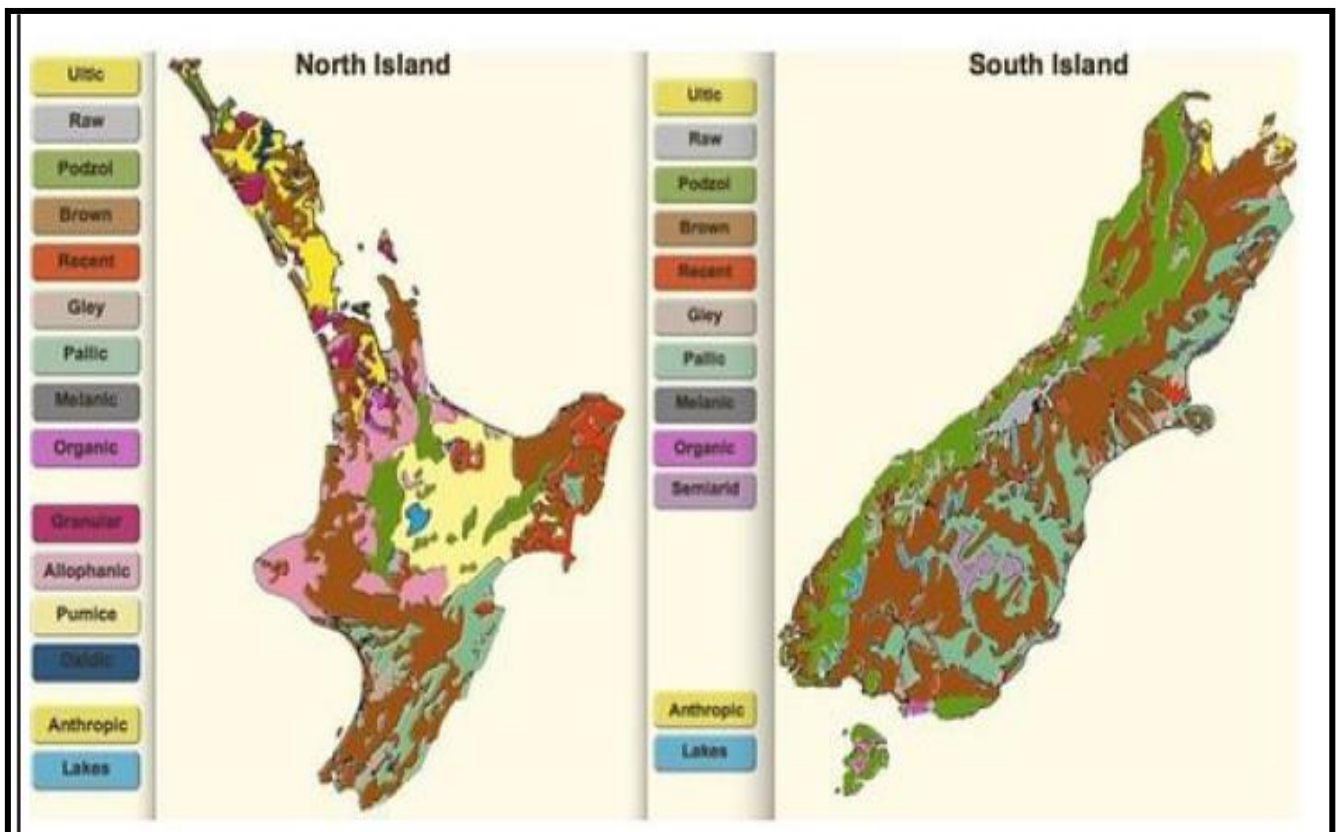 North Island
Ultic
Raw
Podzol
Brown
Recent
Gley
Pallic
Melanic
Organic
Granular
Allophanic
Pumice
Oxidic
Anthropic
Lakes
South Island
Ultic
Raw
Podzol
Brown
Recent
Gley
Pallic
Melanic
Organic
Semiarid
Anthropic
Lakes